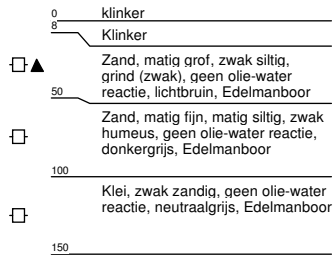 0 klinker
8 Klinker
Zand, matig grof, zwak siltig,
grind (zwak), geen olie-water
reactie, lichtbruin, Edelmanboor
50
Zand, matig fijn, matig siltig, zwak
humeus, geen olie-water reactie,
donkergrijs, Edelmanboor
100
Klei, zwak zandig, geen olie-water
reactie, neutraalgrijs, Edelmanboor
150